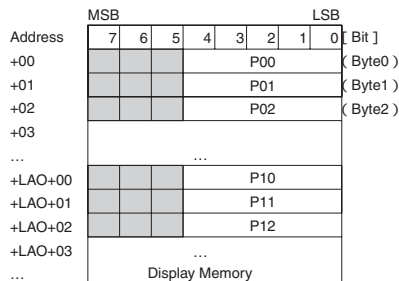 MSB LSB
Address 7 6 5 4 3 2 1 0 [ Bit ]
+00 P00 ( Byte0 )
+01 P01 ( Byte1 )
+02 P02 ( Byte2 )
+03
... ...
+LAO+00 P10
+LAO+01 P11
+LAO+02 P12
+LAO+03 ...
... Display Memory